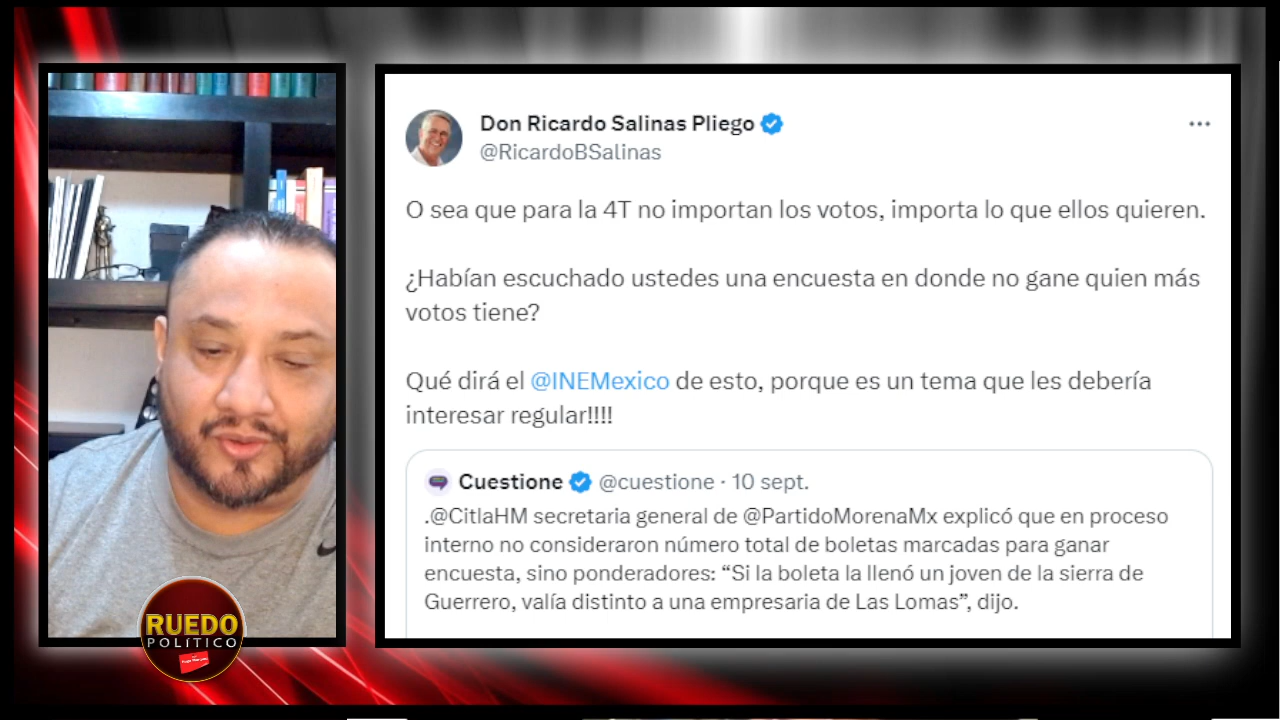 Don Ricardo Salinas Pliego
@RicardoBSalinas
O sea que para la 4T no importan los votos, importa lo que ellos quieren.
¿Habían escuchado ustedes una encuesta en donde no gane quien más
votos tiene?
Qué dirá el @INEMexico de esto, porque es un tema que les debería
interesar regular!!!!
Cuestione @cuestione · 10 sept.
.@CitlaHM secretaria general de @PartidoMorenaMx explicó que en proceso
interno no consideraron número total de boletas marcadas para ganar
encuesta, sino ponderadores: “Si la boleta la llenó un joven de la sierra de
Guerrero, valía distinto a una empresaria de Las Lomas”, dijo.
RUEDO
POLÍTICO